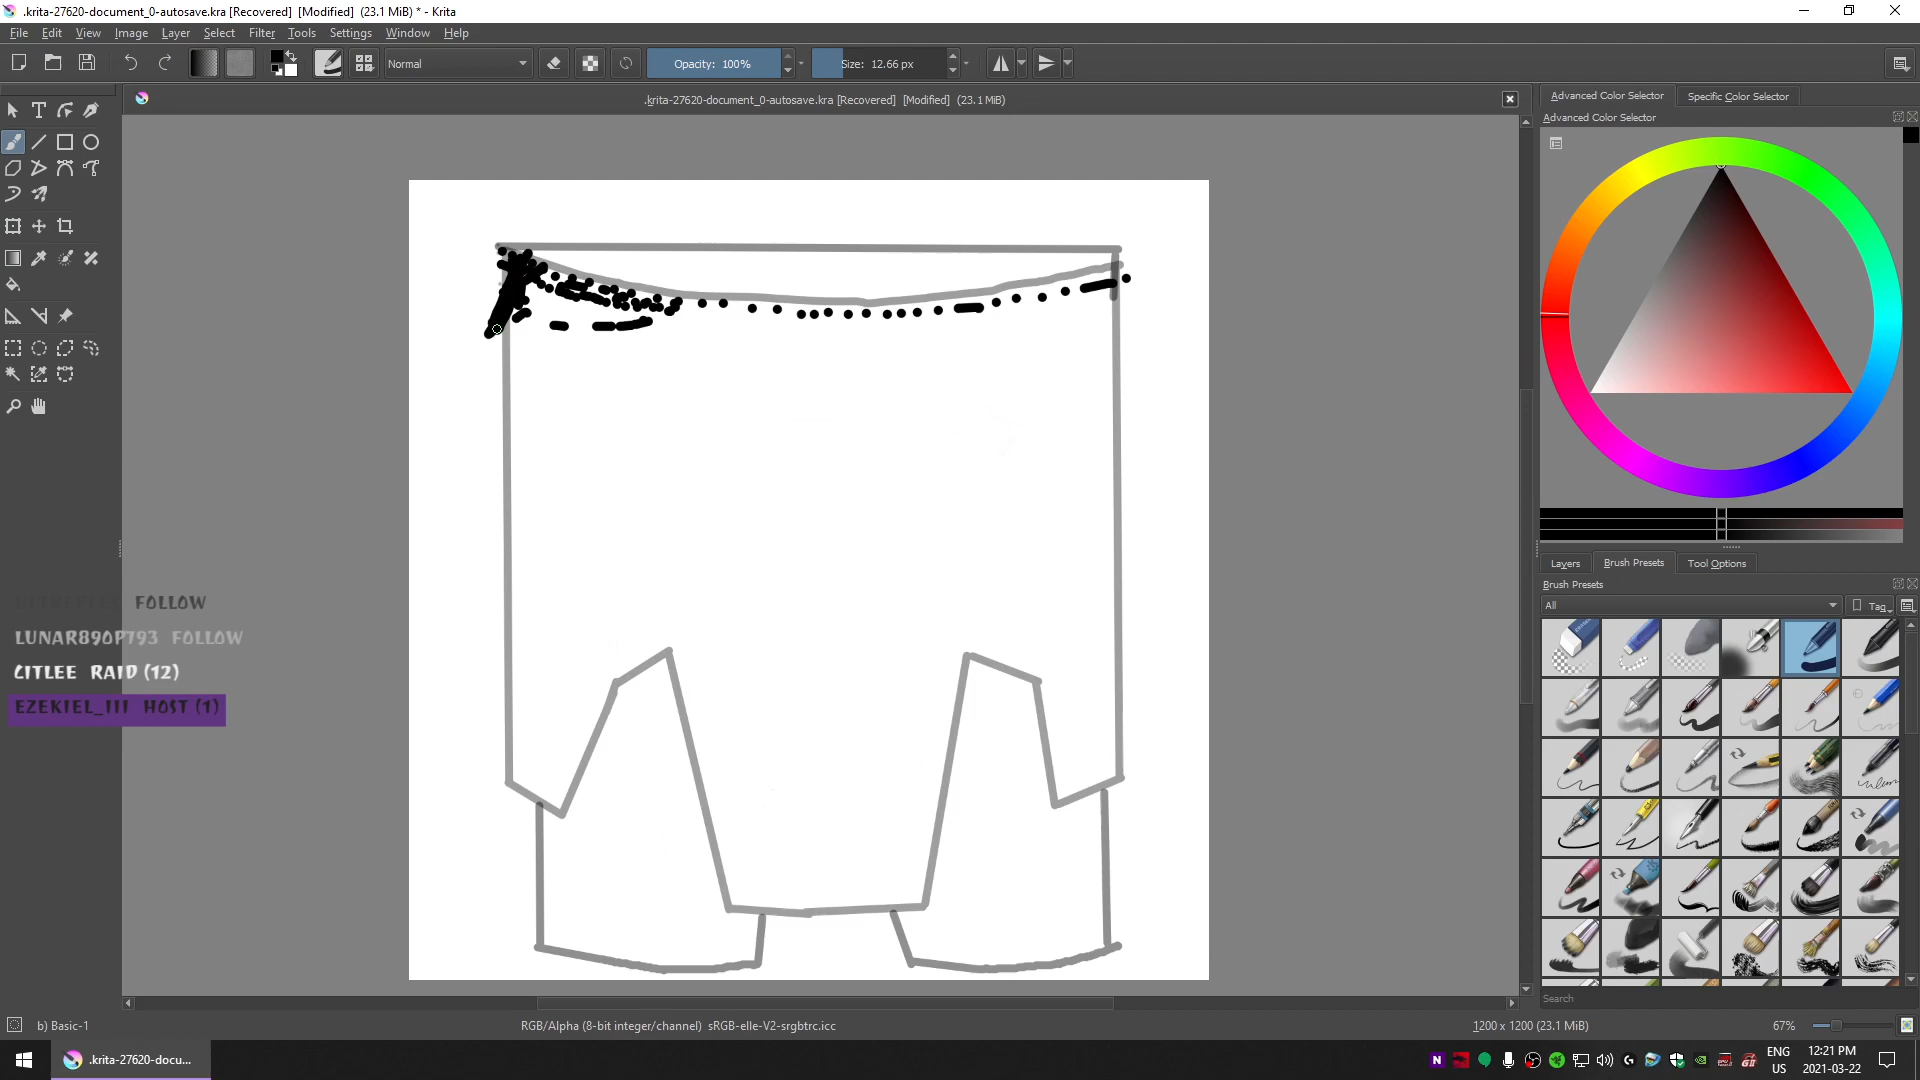 .krita-27620-document_0-autosave.kra [Recovered]  [Modified]  (23.1 MiB) * - Krita
File Edit View Image Layer Select Filter Tools Settings Window Help
Normal Opacity: 100% Size: 12.66 px
.krita-27620-document_0-autosave.kra [Recovered]  [Modified]  (23.1 MiB)
Advanced Color Selector Specific Color Selector
Advanced Color Selector
Layers Brush Presets Tool Options
Brush Presets
All Tag
FOLLOW
LUNAR890P793 FOLLOW
CITLEE RAID (12)
EZEKIEL_III HOST (1)
Search
b) Basic-1 RGB/Alpha (8-bit integer/channel) sRGB-elle-V2-srgbtrc.icc 1200 x 1200 (23.1 MiB) 67%
.krita-27620-docu...
ENG
US
12:21 PM
2021-03-22